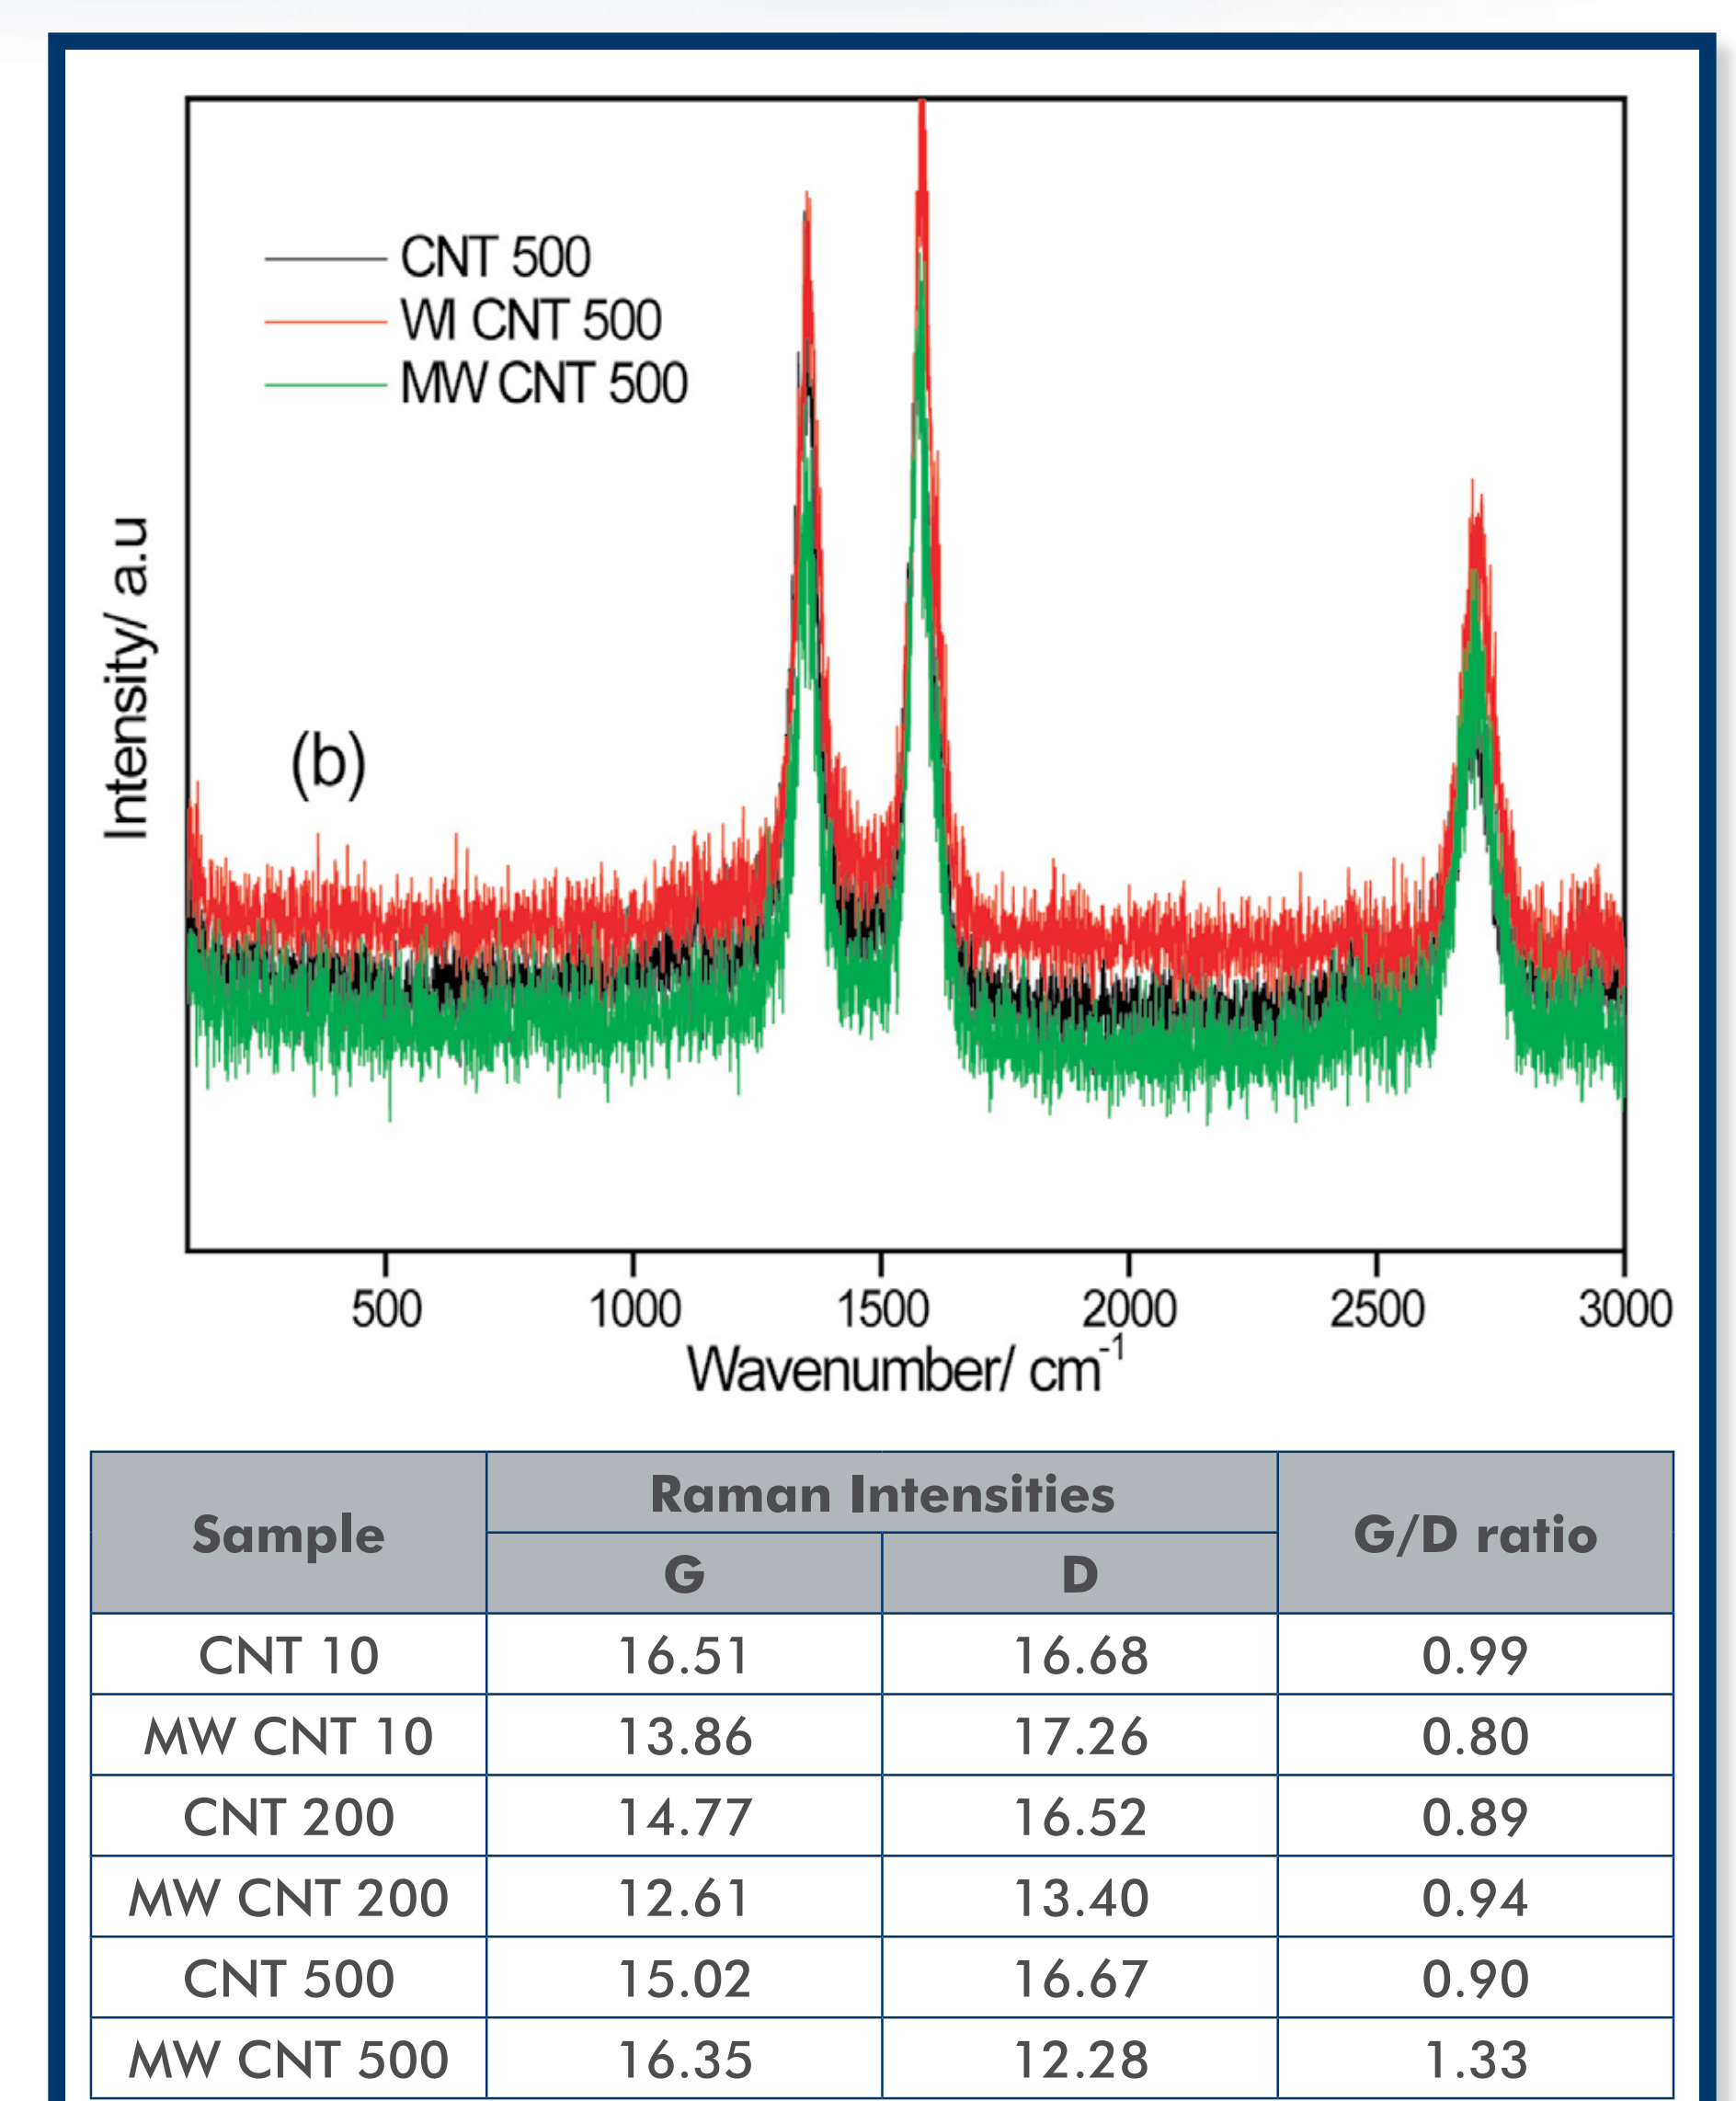 CNT 500
WI CNT 500
MW CNT 500
Intensity/ a.u
(b)
500 1000 1500 2000 2500 3000
Wavenumber/ cm⁻¹
Sample Raman Intensities G/D ratio
G D
CNT 10 16.51 16.68 0.99
MW CNT 10 13.86 17.26 0.80
CNT 200 14.77 16.52 0.89
MW CNT 200 12.61 13.40 0.94
CNT 500 15.02 16.67 0.90
MW CNT 500 16.35 12.28 1.33